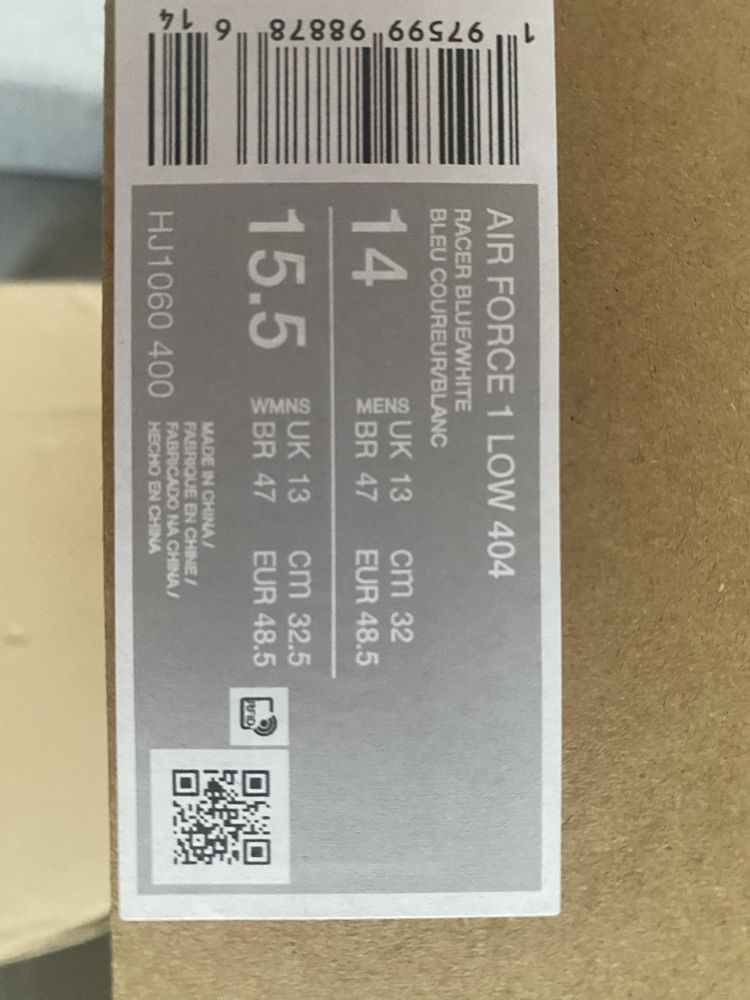 AIR FORCE 1 LOW 404
RACER BLUE/WHITE
BLEU COUREUR/BLANC
14
UK 13 cm 32
MENS BR 47 EUR 48.5
15.5
UK 13 cm 32.5
WMNS BR 47 EUR 48.5
HJ1060 400
MADE IN CHINA /
FABRIQUE EN CHINE /
FABRICADO NA CHINA /
HECHO EN CHINA
RFID
1 97599 98878 6 14